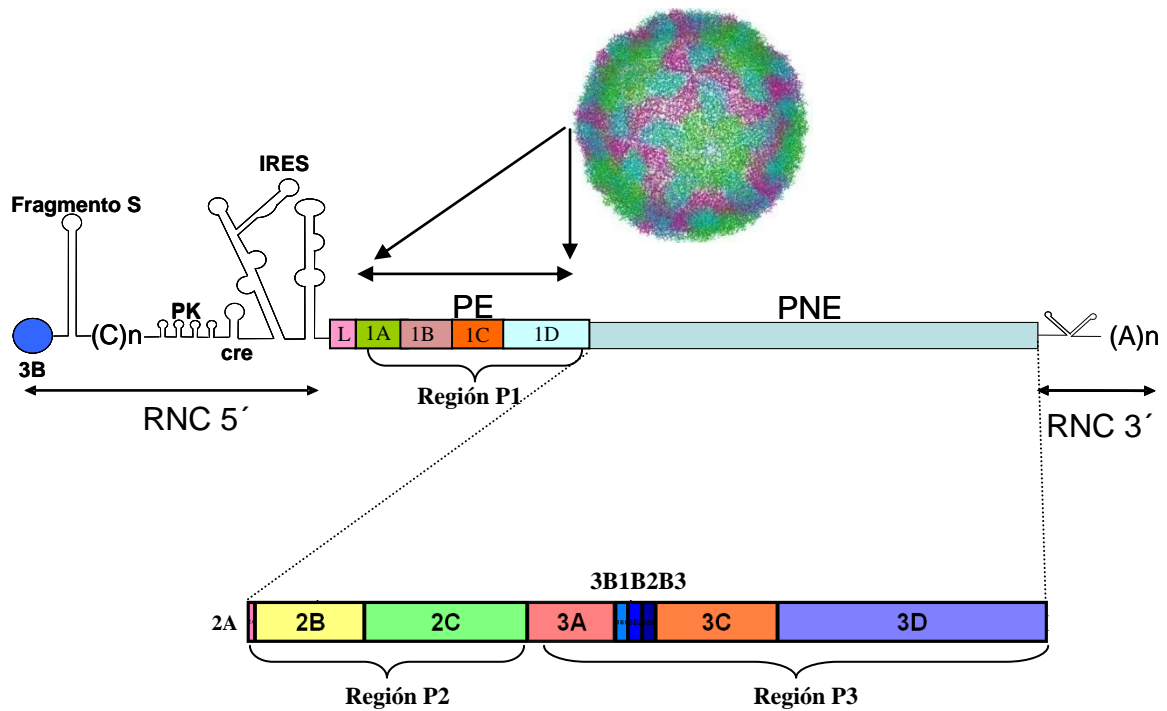 IRES
Fragmento S
PK
(C)n
cre
3B
RNC 5´
PE
PNE
L
1A
1B
1C
1D
Región P1
(A)n
RNC 3´
3B1B2B3
2A
2B
2C
3A
3C
3D
Región P2
Región P3